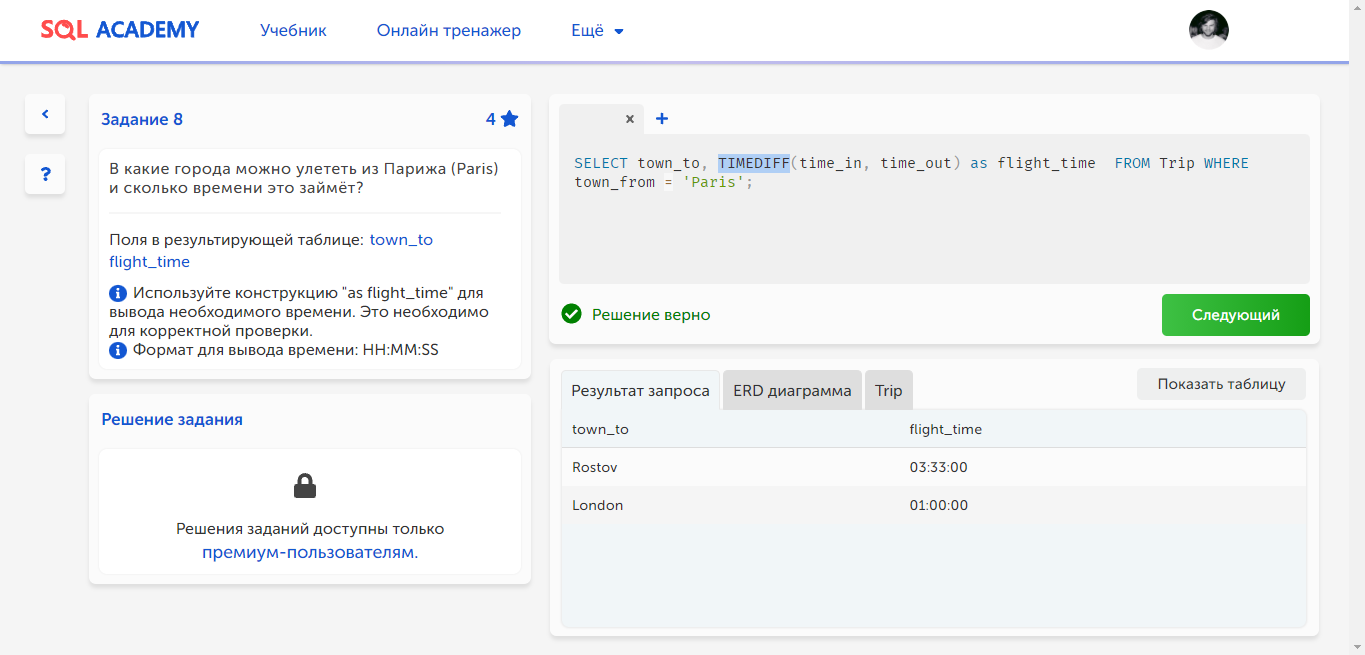 SQL ACADEMY
Учебник
Онлайн тренажер
Ещё
Задание 8
4
В какие города можно улететь из Парижа (Paris)
и сколько времени это займёт?
Поля в результирующей таблице: town_to
flight_time
Используйте конструкцию "as flight_time" для
вывода необходимого времени. Это необходимо
для корректной проверки.
Формат для вывода времени: HH:MM:SS
Решение задания
Решения заданий доступны только
премиум-пользователям.
SELECT town_to, TIMEDIFF(time_in, time_out) as flight_time  FROM Trip WHERE
town_from = 'Paris';
Решение верно
Следующий
Результат запроса
ERD диаграмма
Trip
Показать таблицу
town_to flight_time
Rostov 03:33:00
London 01:00:00